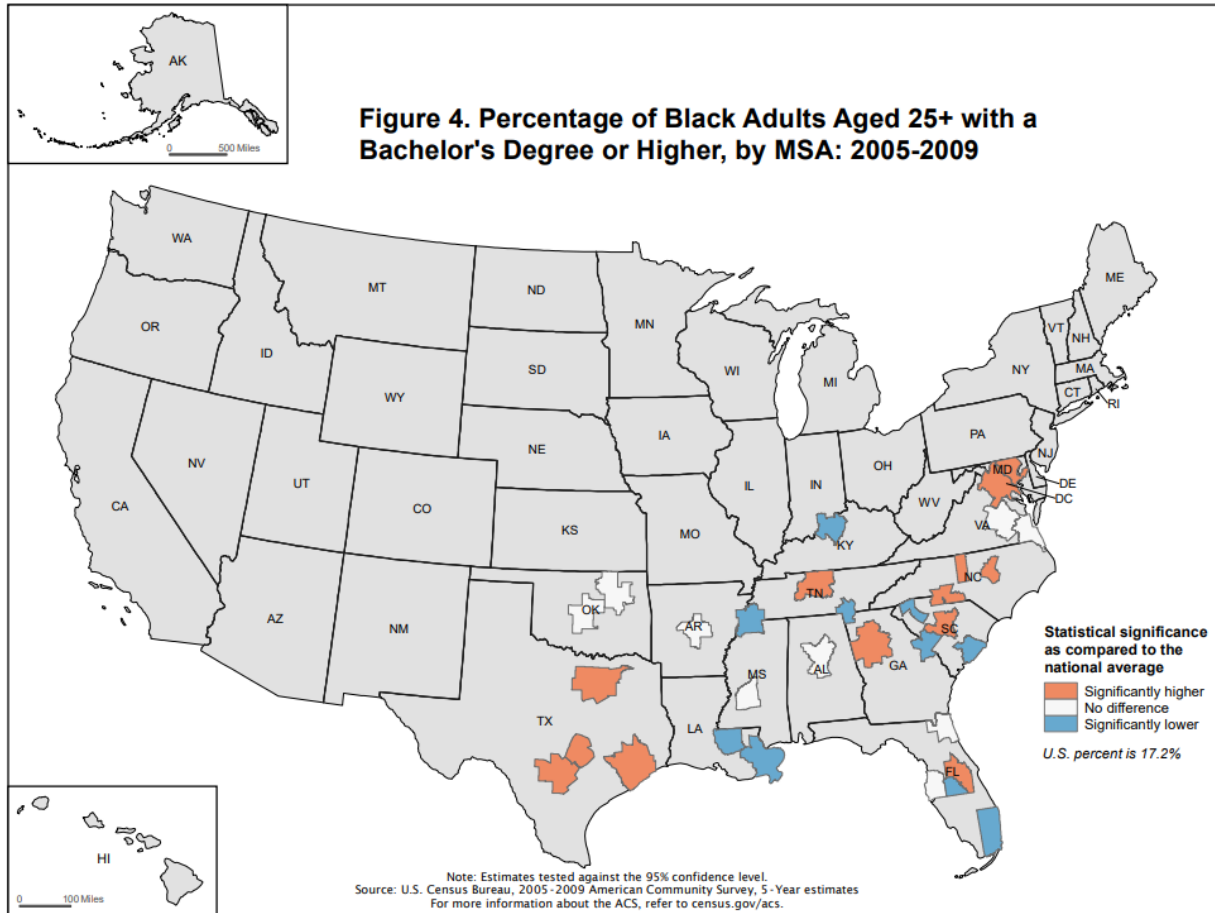 AK
0 500 Miles
Figure 4. Percentage of Black Adults Aged 25+ with a
Bachelor's Degree or Higher, by MSA: 2005-2009
WA
MT
ND
MN
ME
OR
ID
SD
WI
MI
VT
NH
NY
MA
CT
RI
WY
IA
NE
PA
NJ
NV
UT
CO
IL
IN
OH
MD
DE
DC
WV
VA
CA
KS
MO
KY
NC
TN
AZ
NM
OK
AR
SC
MS
AL
GA
TX
LA
FL
Statistical significance
as compared to the
national average
Significantly higher
No difference
Significantly lower
U.S. percent is 17.2%
HI
0 100 Miles
Note: Estimates tested against the 95% confidence level.
Source: U.S. Census Bureau, 2005-2009 American Community Survey, 5-Year estimates
For more information about the ACS, refer to census.gov/acs.